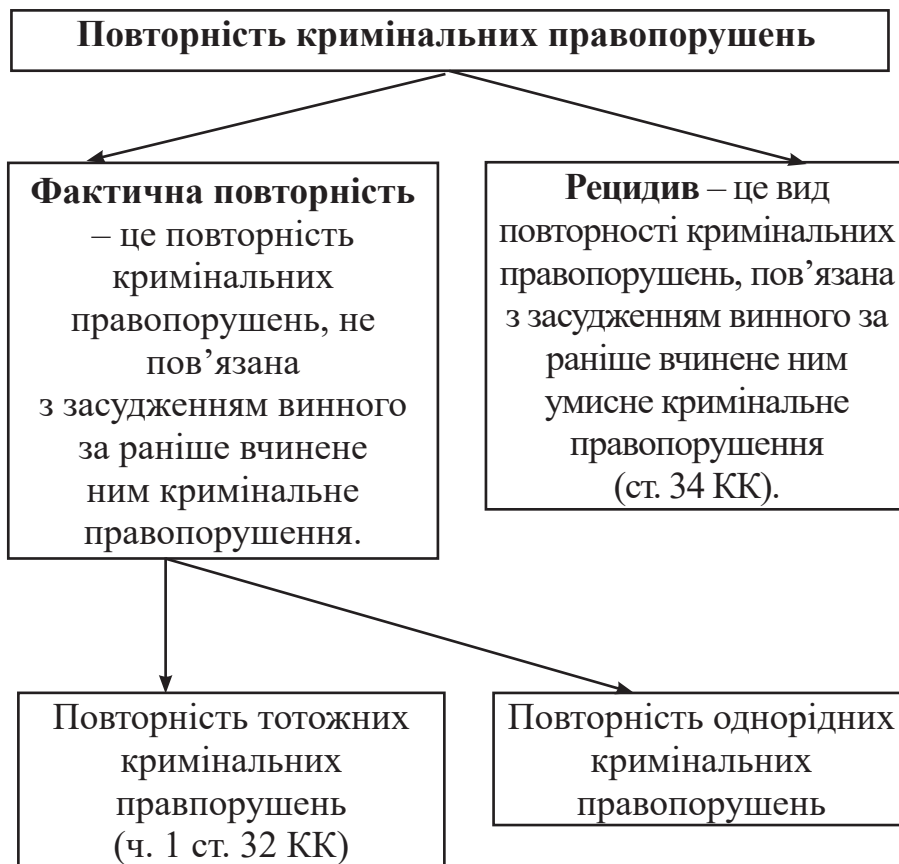 Повторність кримінальних правопорушень
Фактична повторність
– це повторність
кримінальних
правопорушень, не
пов’язана
з засудженням винного
за раніше вчинене
ним кримінальне
правопорушення.
Рецидив – це вид
повторності кримінальних
правопорушень, пов’язана
з засудженням винного за
раніше вчинене ним
умисне кримінальне
правопорушення
(ст. 34 КК).
Повторність тотожних
кримінальних
правпорушень
(ч. 1 ст. 32 КК)
Повторність однорідних
кримінальних
правопорушень